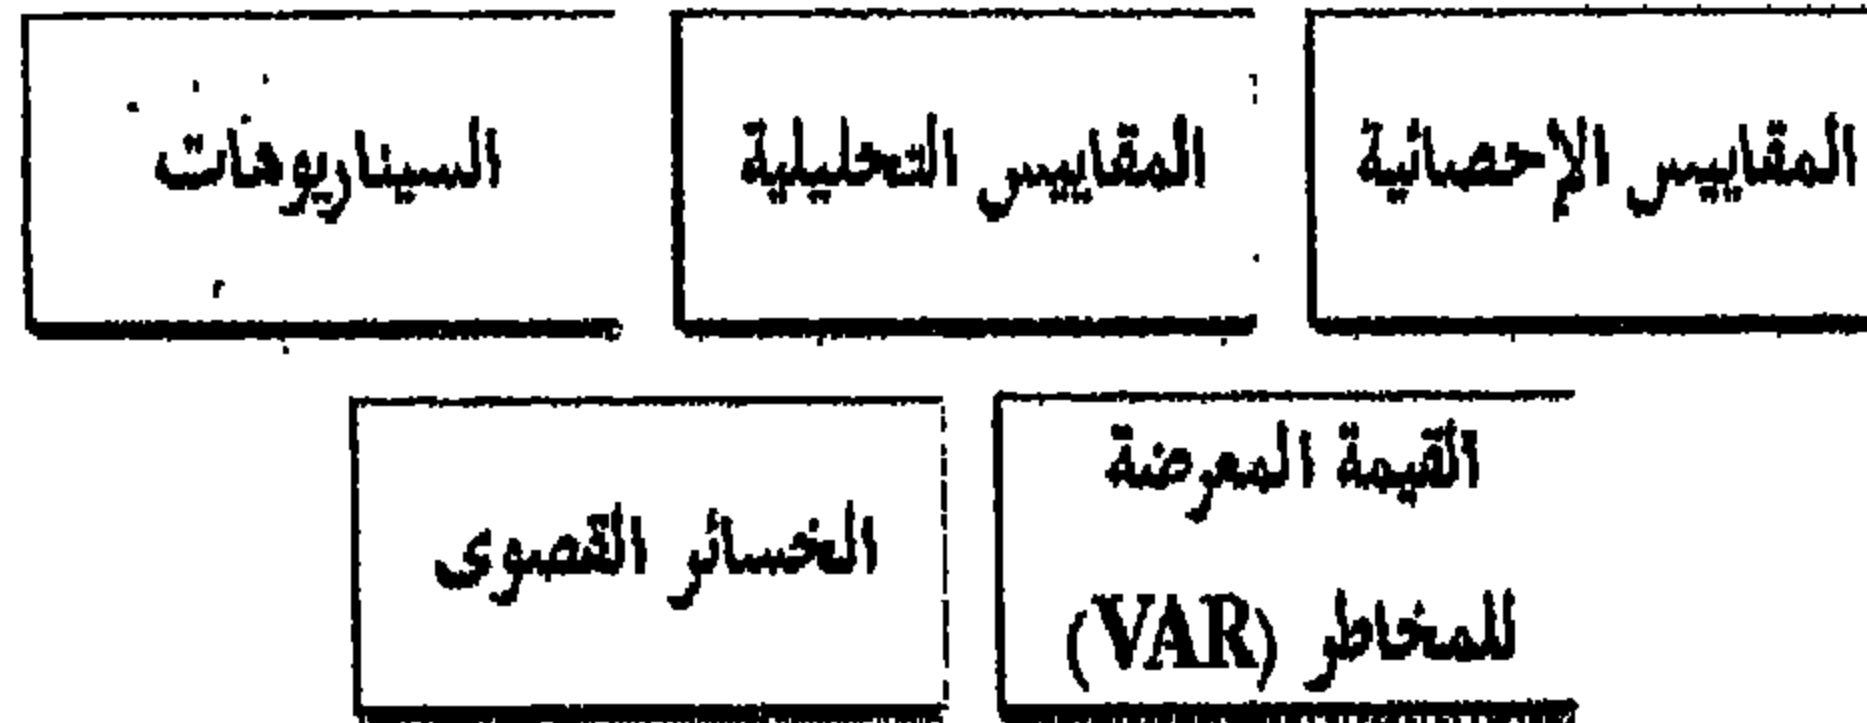 المقاييس الإحصائية
المقاييس التحليلية
السيناريوهات
القيمة المعرضة
للمخاطر (VAR)
الخسائر القصوى